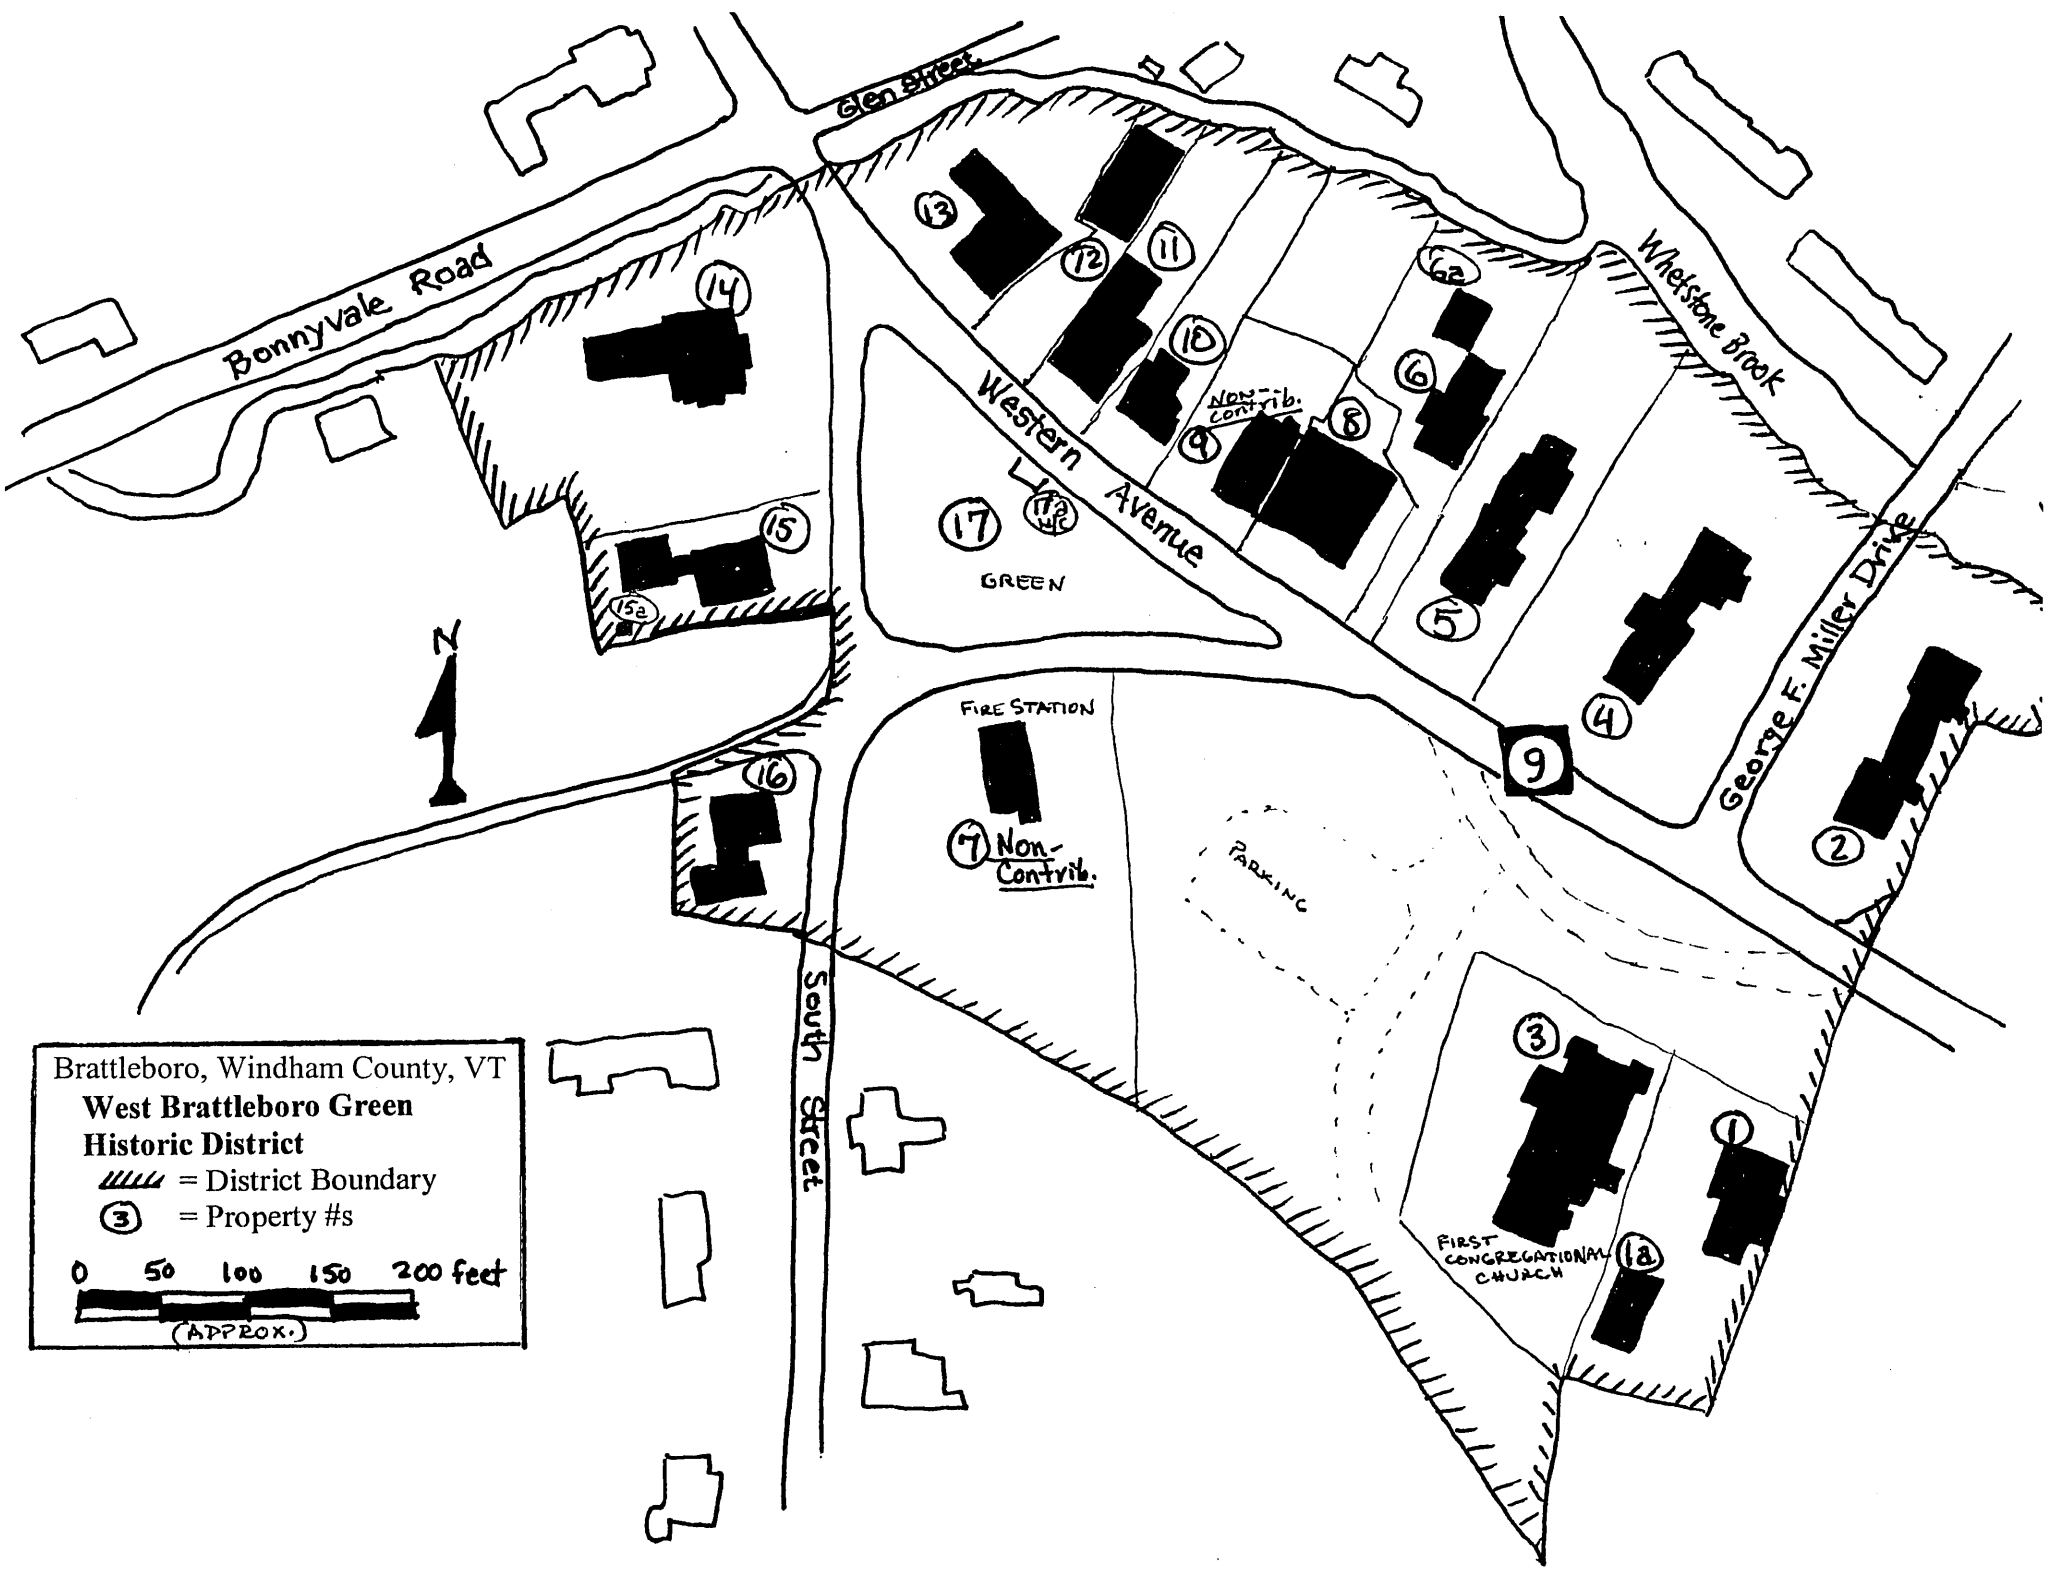 Glen Street
Bonnyvale Road
Whetstone Brook
13
12
11
6a
14
10
6
Non-
contrib.
8
9
Western Avenue
17
17a
N/C
GREEN
15
15a
5
George F. Miller Drive
N
4
FIRE STATION
9
16
7 Non-
Contrib.
2
PARKING
South Street
3
1
1a
FIRST
CONGREGATIONAL
CHURCH
Brattleboro, Windham County, VT
West Brattleboro Green
Historic District
= District Boundary
3 = Property #s
0 50 100 150 200 feet
(APPROX.)